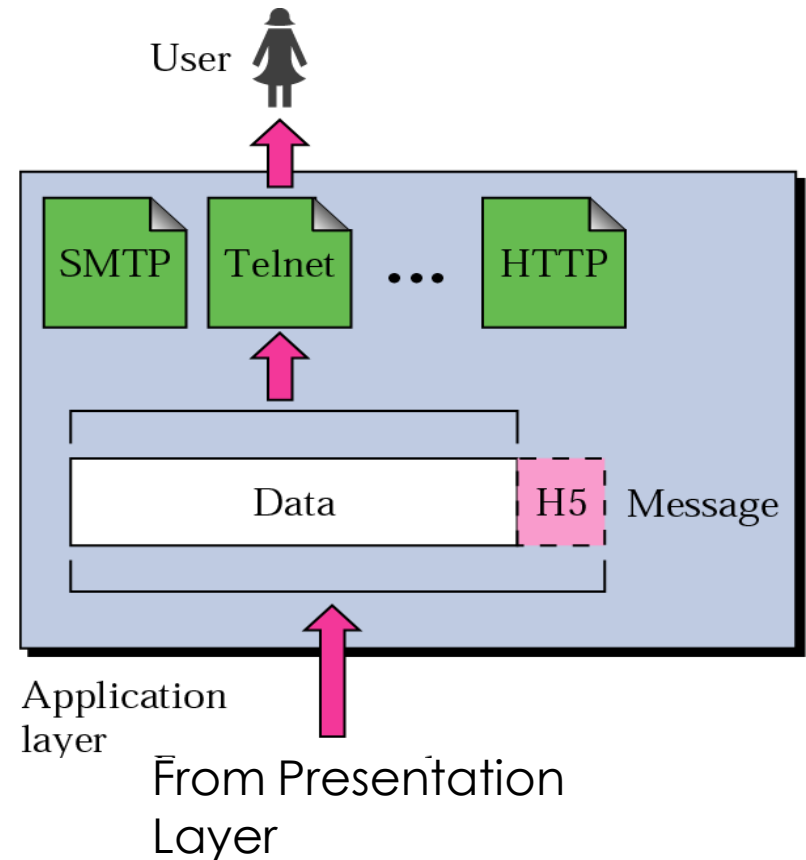 User
SMTP Telnet ... HTTP
Data H5 Message
Application
layer
From Presentation
Layer